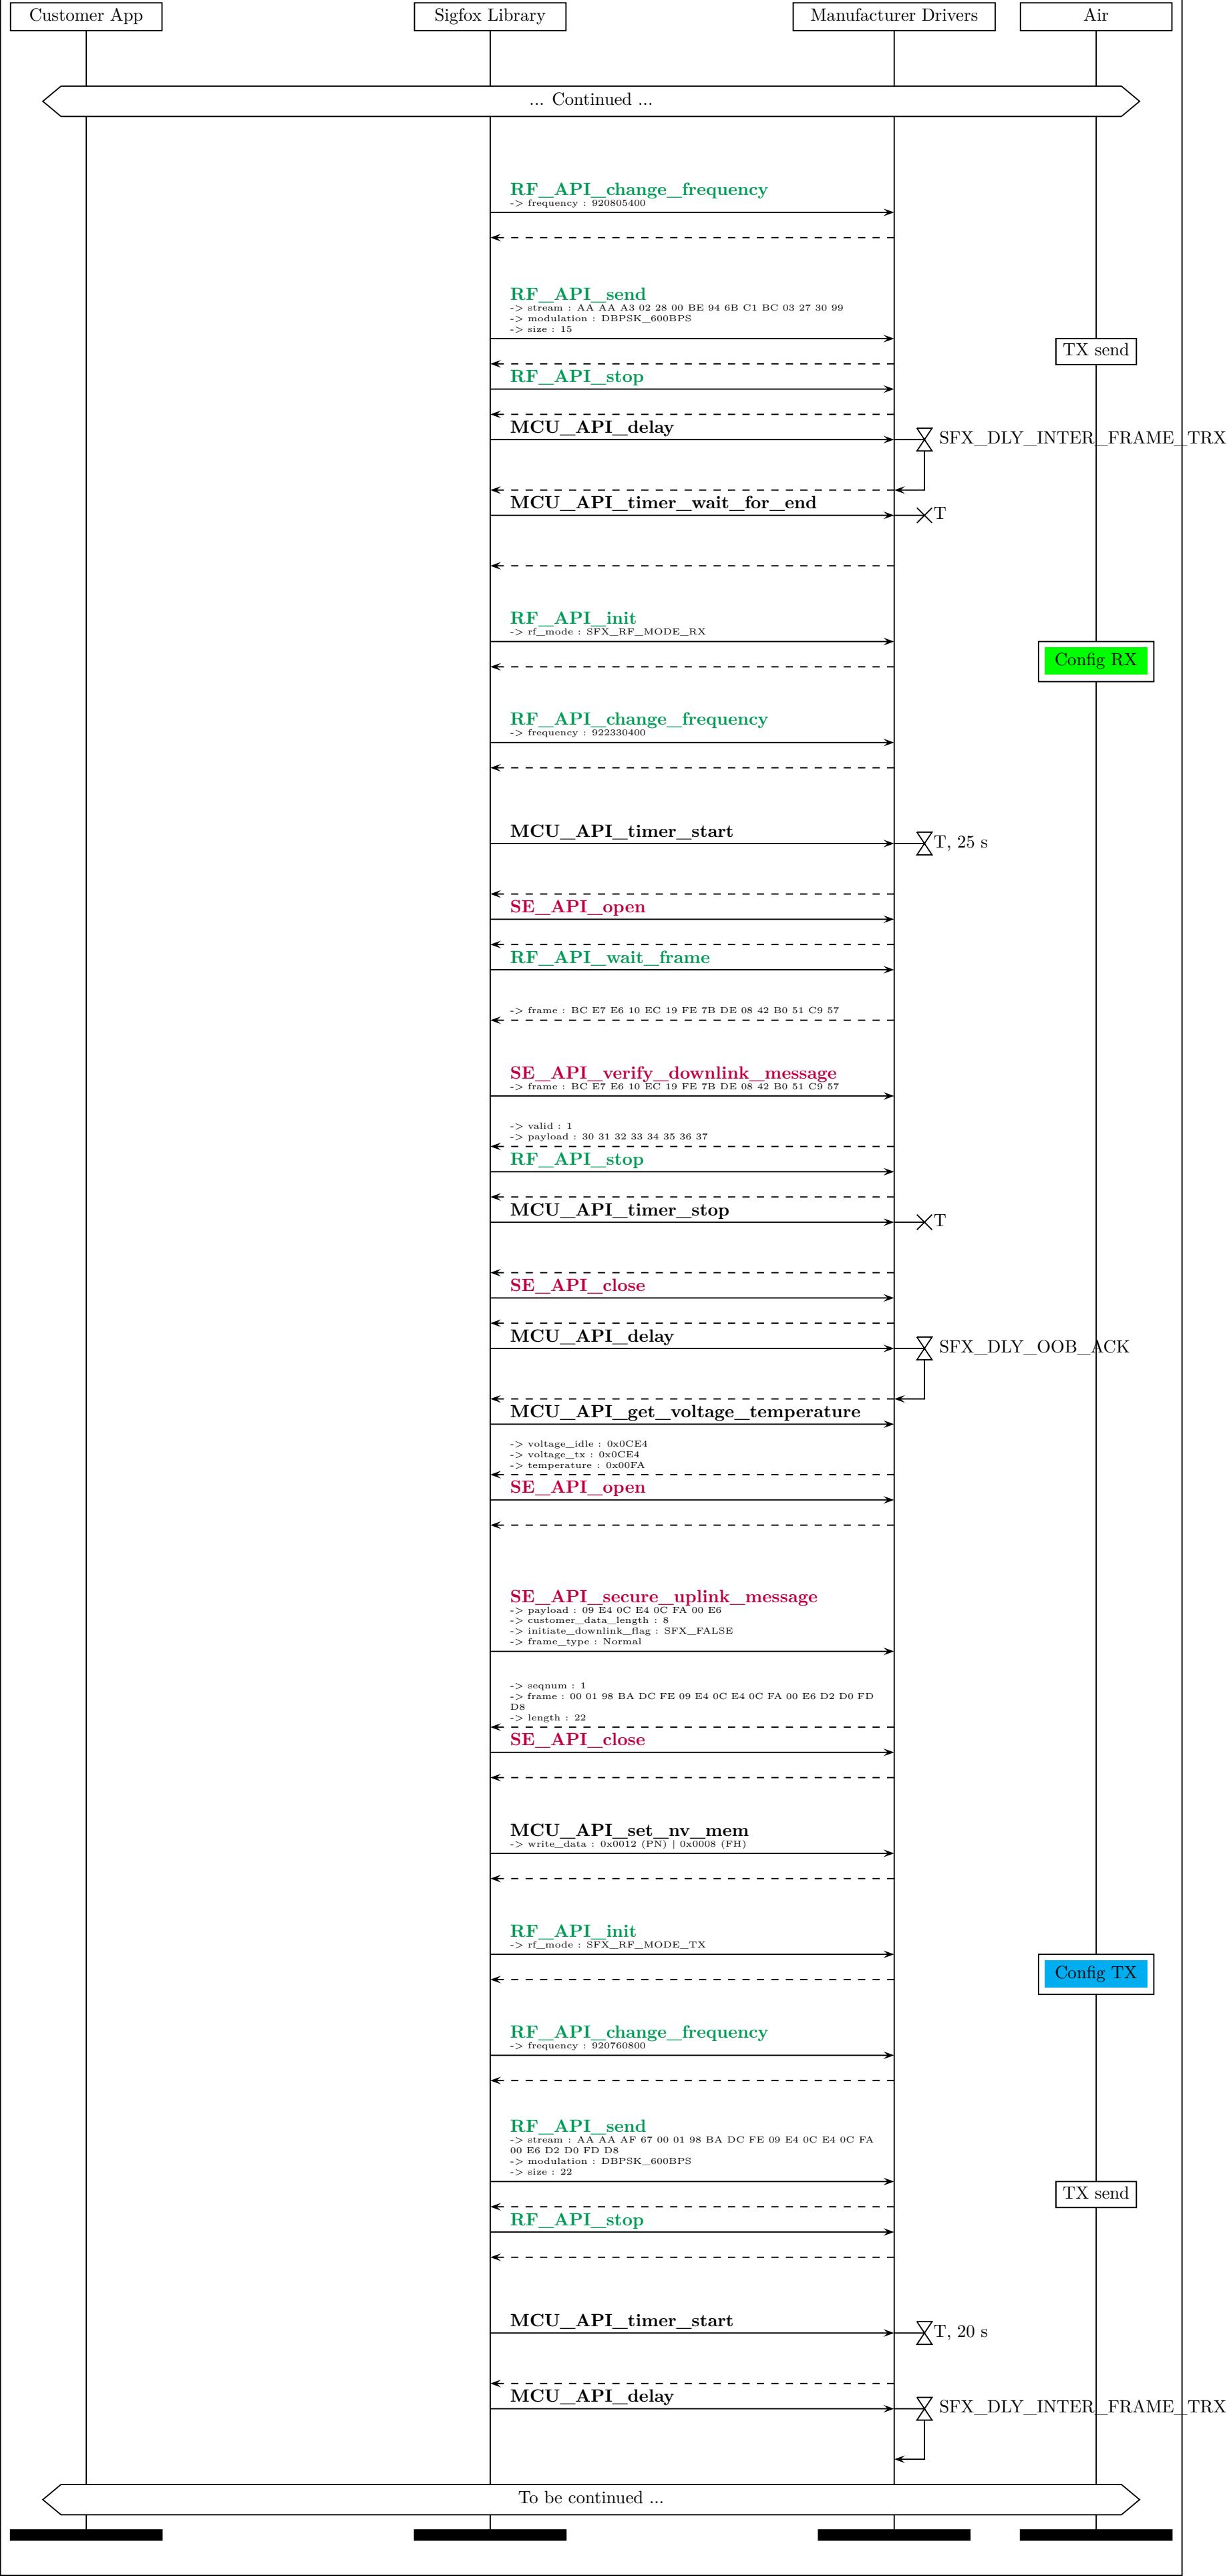 Customer App
Sigfox Library
Manufacturer Drivers
Air
... Continued ...
RF_API_change_frequency
-> frequency : 920805400
RF_API_send
-> stream : AA AA A3 02 28 00 BE 94 6B C1 BC 03 27 30 99
-> modulation : DBPSK_600BPS
-> size : 15
TX send
RF_API_stop
MCU_API_delay
SFX_DLY_INTER_FRAME_TRX
MCU_API_timer_wait_for_end
T
RF_API_init
-> rf_mode : SFX_RF_MODE_RX
Config RX
RF_API_change_frequency
-> frequency : 922330400
MCU_API_timer_start
T, 25 s
SE_API_open
RF_API_wait_frame
-> frame : BC E7 E6 10 EC 19 FE 7B DE 08 42 B0 51 C9 57
SE_API_verify_downlink_message
-> frame : BC E7 E6 10 EC 19 FE 7B DE 08 42 B0 51 C9 57
-> valid : 1
-> payload : 30 31 32 33 34 35 36 37
RF_API_stop
MCU_API_timer_stop
T
SE_API_close
MCU_API_delay
SFX_DLY_OOB_ACK
MCU_API_get_voltage_temperature
-> voltage_idle : 0x0CE4
-> voltage_tx : 0x0CE4
-> temperature : 0x00FA
SE_API_open
SE_API_secure_uplink_message
-> payload : 09 E4 0C E4 0C FA 00 E6
-> customer_data_length : 8
-> initiate_downlink_flag : SFX_FALSE
-> frame_type : Normal
-> seqnum : 1
-> frame : 00 01 98 BA DC FE 09 E4 0C E4 0C FA 00 E6 D2 D0 FD
D8
-> length : 22
SE_API_close
MCU_API_set_nv_mem
-> write_data : 0x0012 (PN) | 0x0008 (FH)
RF_API_init
-> rf_mode : SFX_RF_MODE_TX
Config TX
RF_API_change_frequency
-> frequency : 920760800
RF_API_send
-> stream : AA AA AF 67 00 01 98 BA DC FE 09 E4 0C E4 0C FA
00 E6 D2 D0 FD D8
-> modulation : DBPSK_600BPS
-> size : 22
TX send
RF_API_stop
MCU_API_timer_start
T, 20 s
MCU_API_delay
SFX_DLY_INTER_FRAME_TRX
To be continued ...